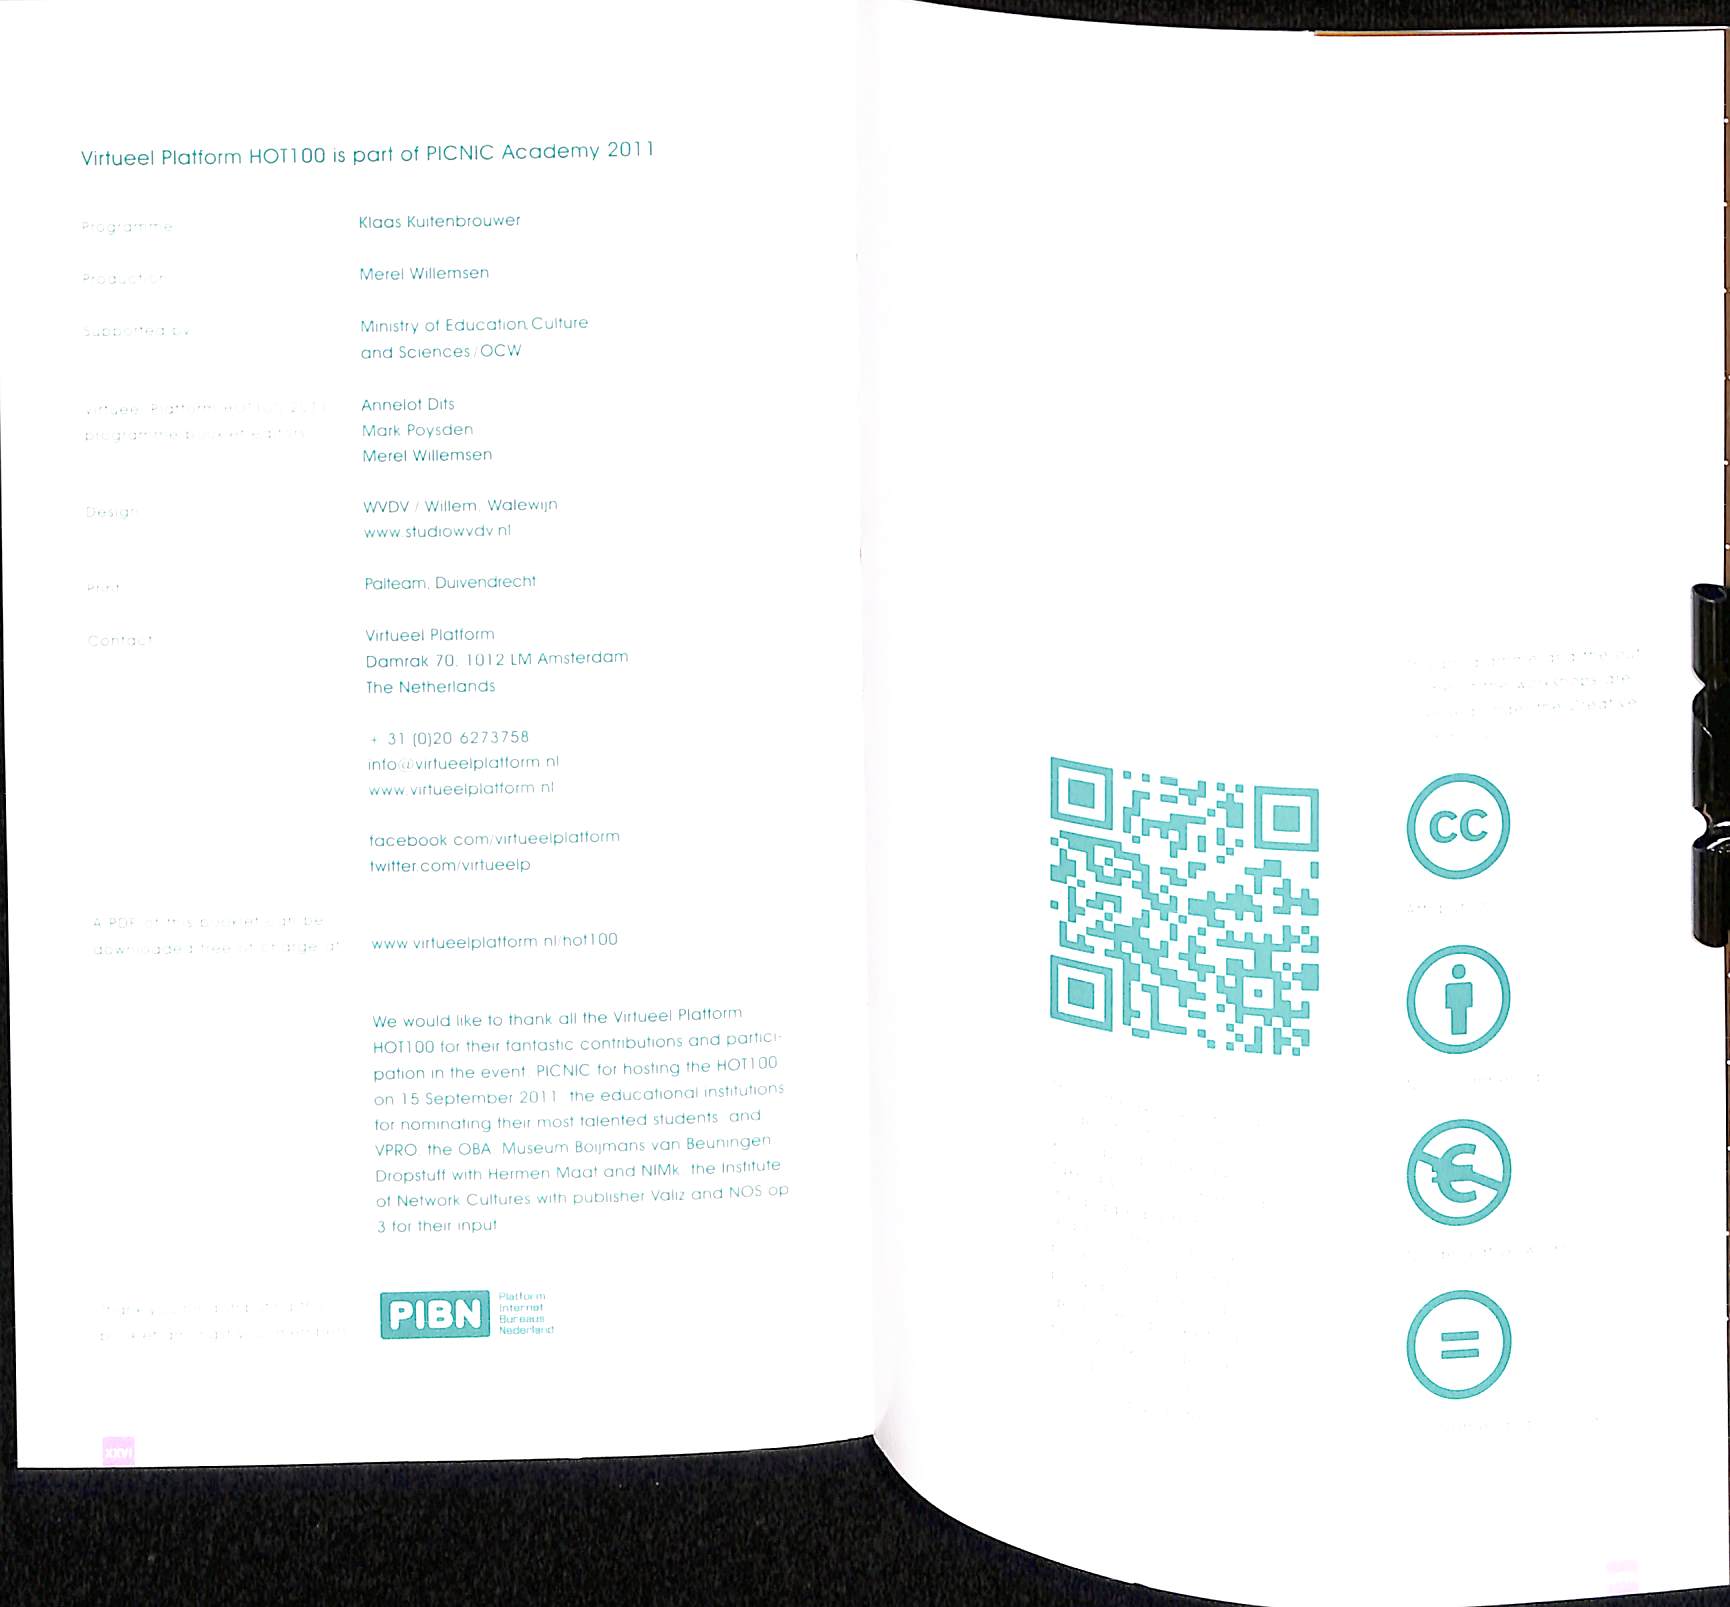 Virtueel Platform HOT100 is part of PICNIC Academy 2011
Programme
Klaas Kuitenbrouwer
Production
Merel Willemsen
Supported by
Ministry of Education, Culture
and Sciences / OCW
Virtueel Platform HOT100 2011
programme booklet editors
Annelot Dits
Mark Poysden
Merel Willemsen
Design
WVDV / Willem, Walewijn
www.studiowvdv.nl
Print
Palteam, Duivendrecht
Contact
Virtueel Platform
Damrak 70, 1012 LM Amsterdam
The Netherlands
+ 31 (0)20 6273758
info@virtueelplatform.nl
www.virtueelplatform.nl
facebook.com/virtueelplatform
twitter.com/virtueelp
A PDF of this booklet can be
downloaded free of charge at
www.virtueelplatform.nl/hot100
We would like to thank all the Virtueel Platform
HOT100 for their fantastic contributions and partici-
pation in the event, PICNIC for hosting the HOT100
on 15 September 2011, the educational institutions
for nominating their most talented students, and
VPRO, the OBA, Museum Boijmans van Beuningen,
Dropstuff with Hermen Maat and NIMk, the Institute
of Network Cultures with publisher Valiz and NOS op
3 for their input
PIBN
Platform
Internet
Bureaus
Nederland
XXVI
the workshops are
the Creative
CC